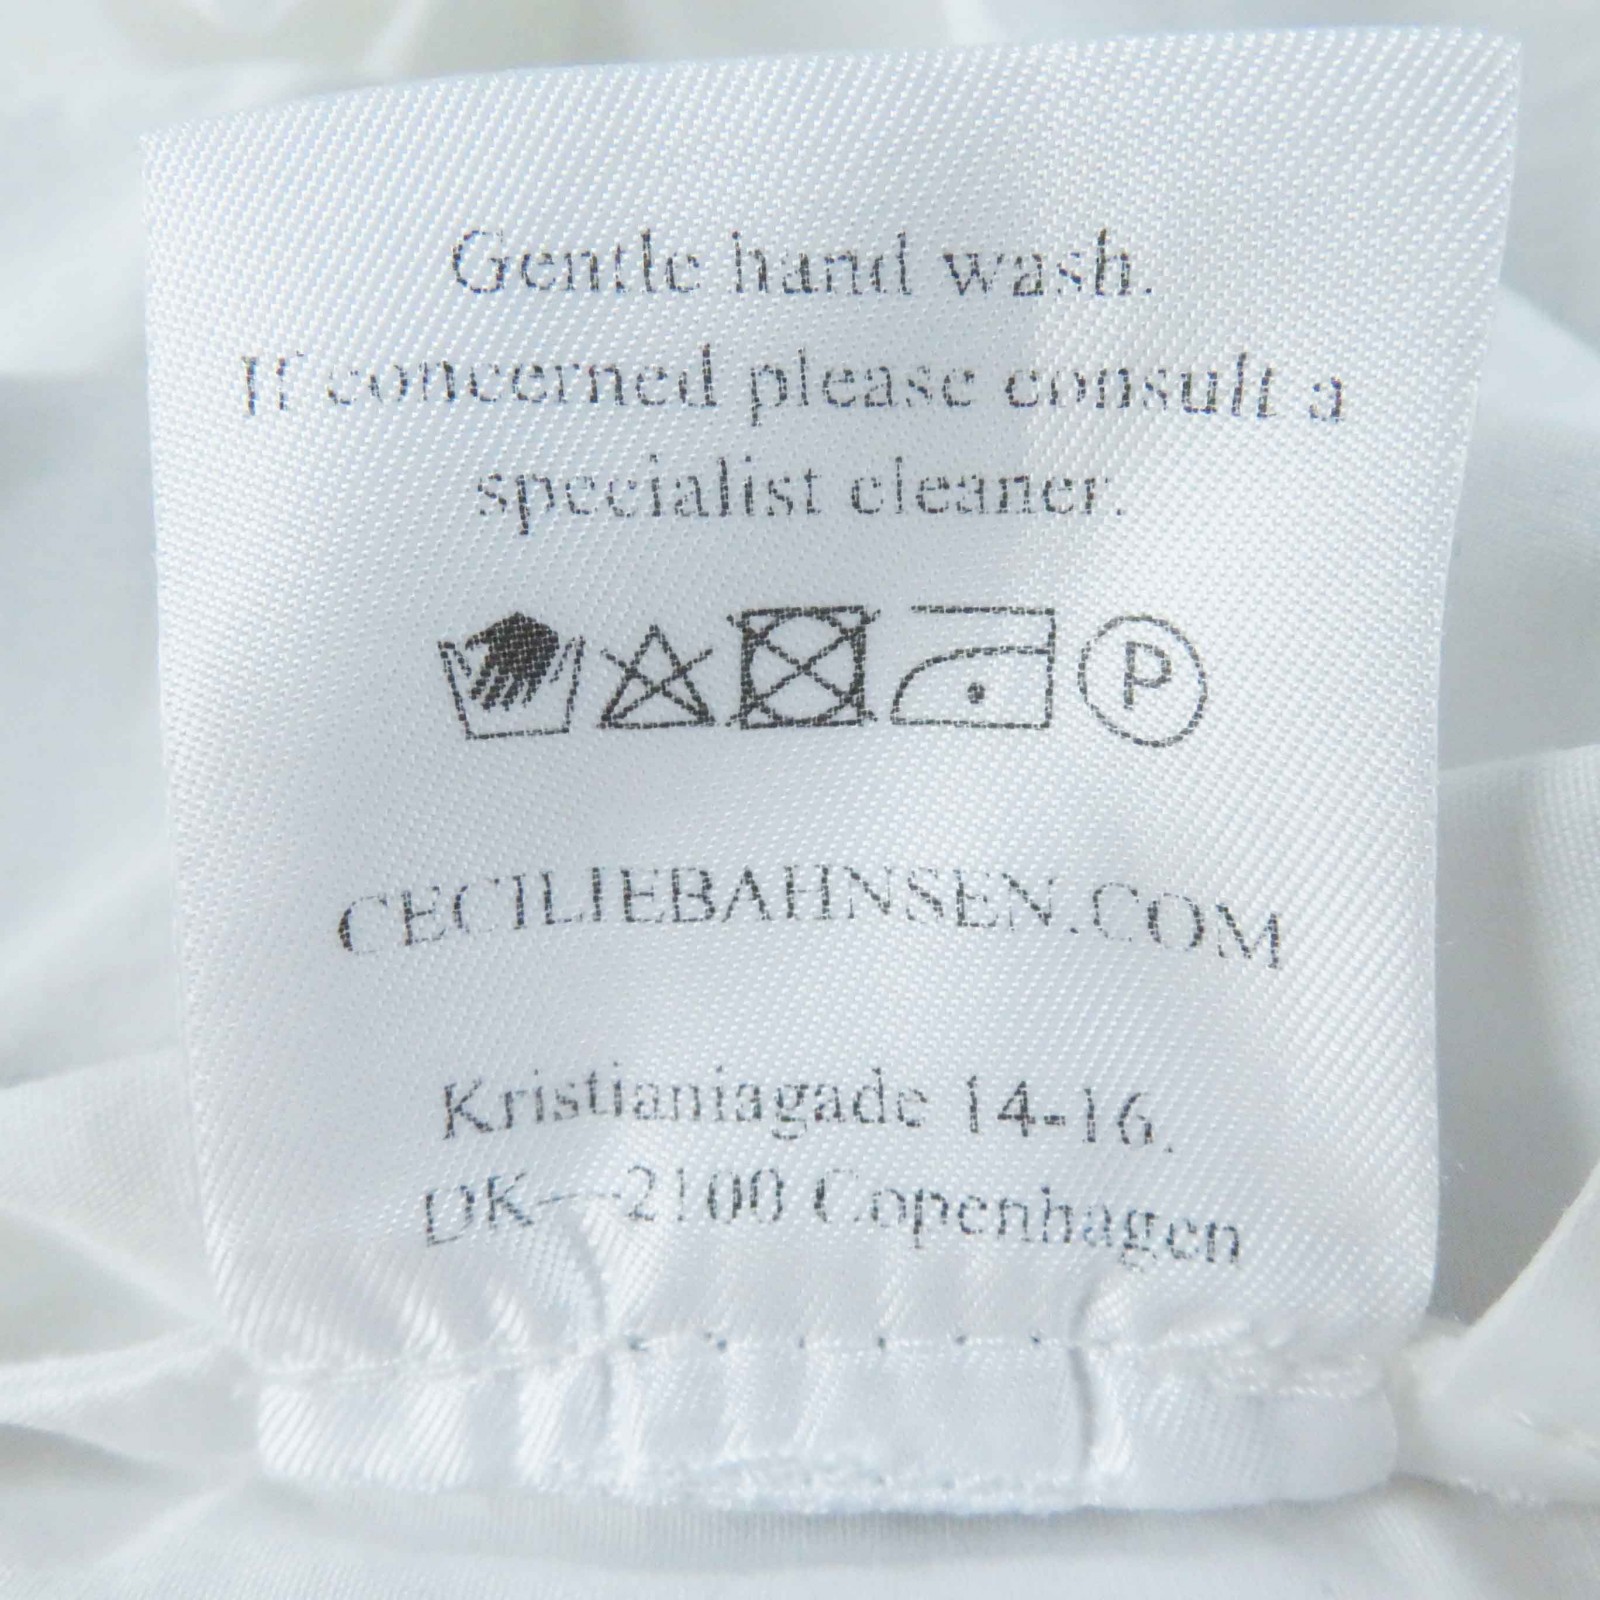 Gentle hand wash.
If concerned please consult a
specialist cleaner.
P
CECILIEBAHNSEN.COM
Kristianiagade 14-16.
DK—2100 Copenhagen